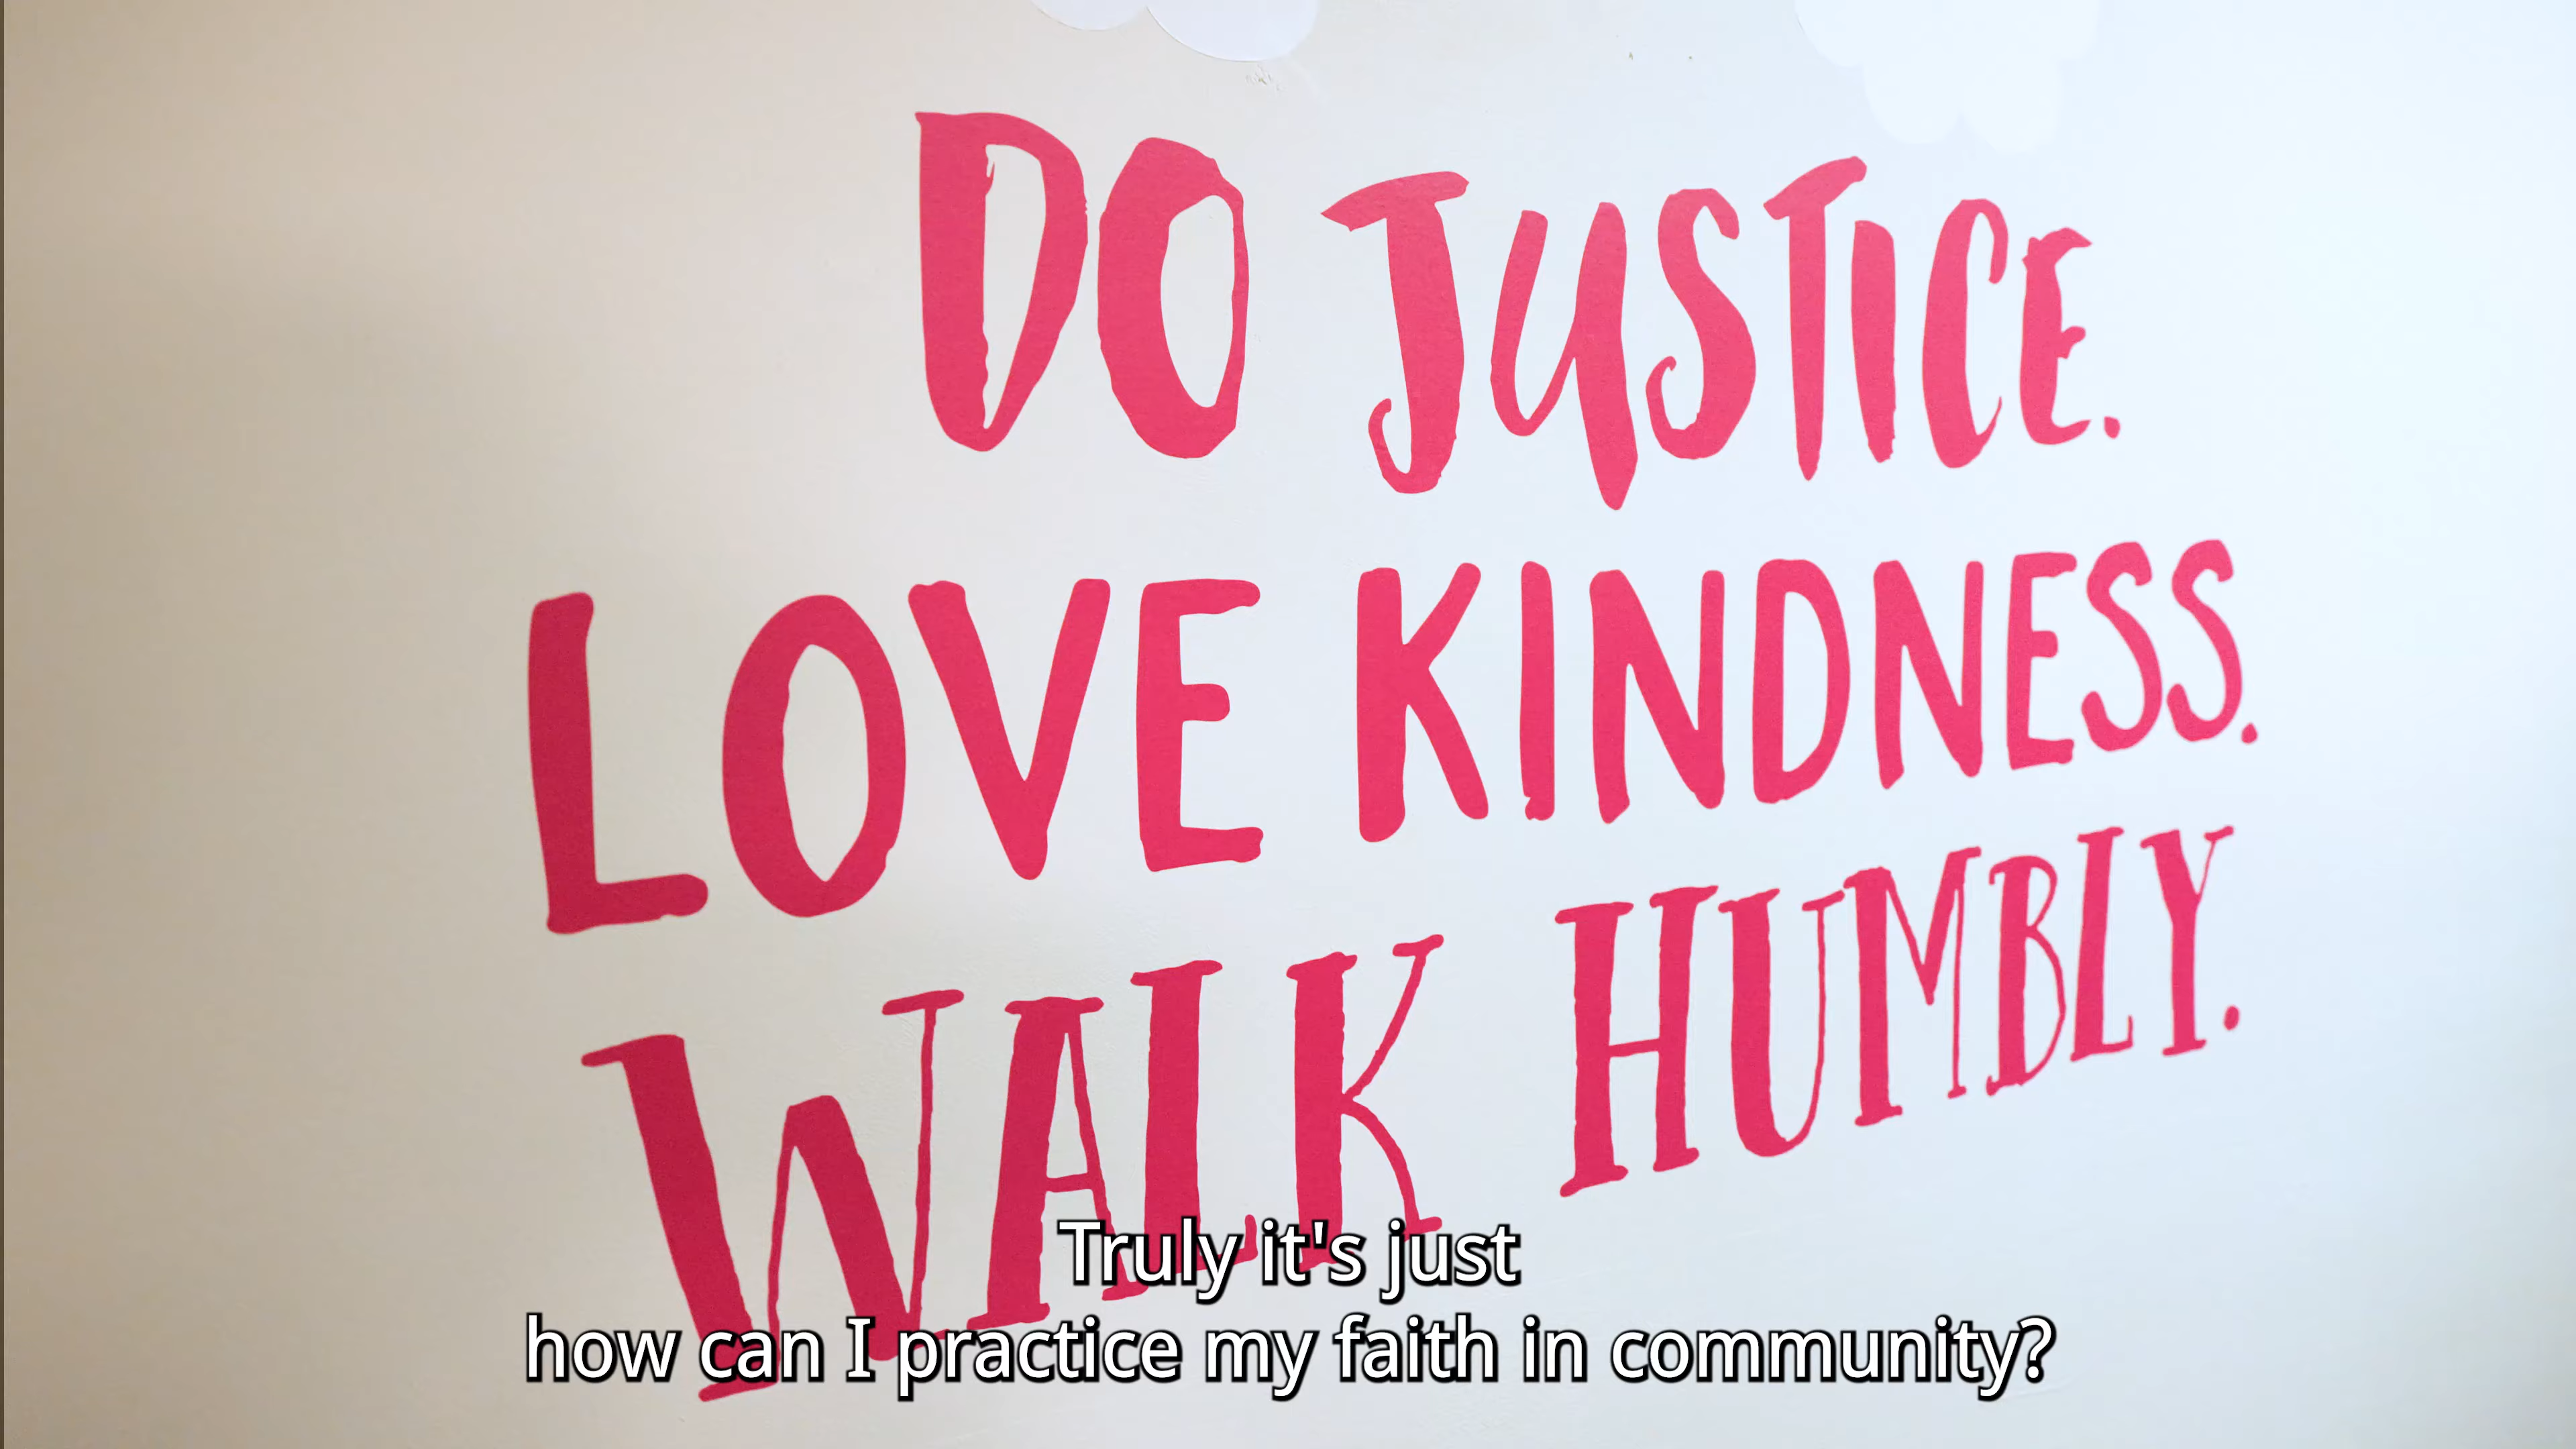 DO JUSTICE.
LOVE KINDNESS.
WALK HUMBLY.
Truly it's just
how can I practice my faith in community?